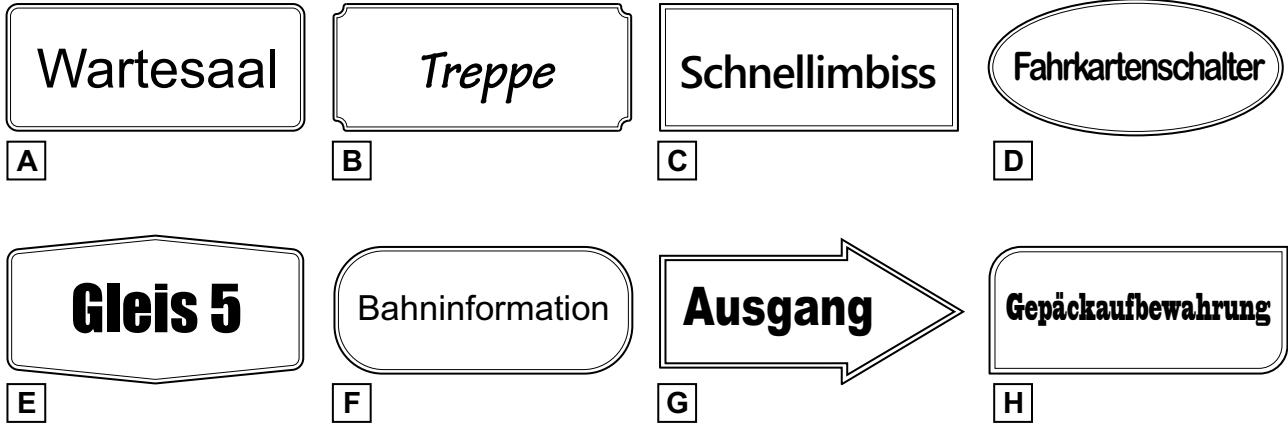 Wartesaal
Treppe
Schnellimbiss
Fahrkartenschalter
A
B
C
D
Gleis 5
Bahninformation
Ausgang
Gepäckaufbewahrung
E
F
G
H